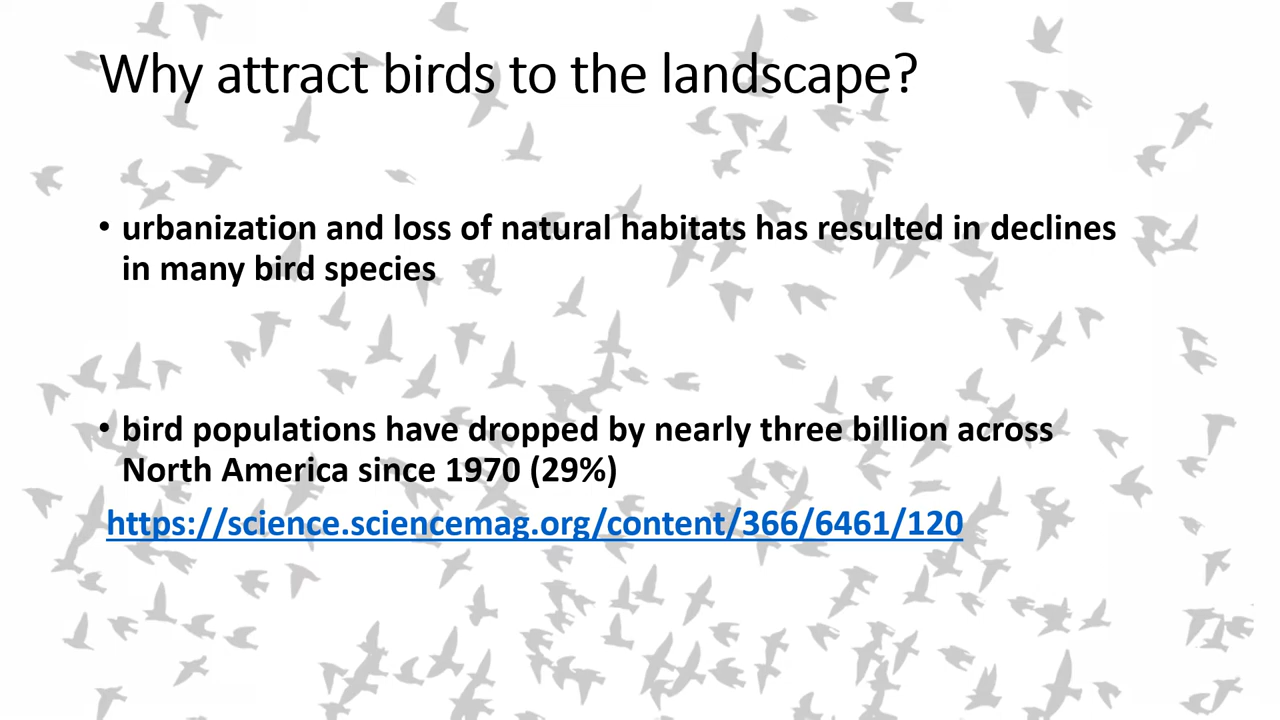 Why attract birds to the landscape?
• urbanization and loss of natural habitats has resulted in declines
in many bird species
• bird populations have dropped by nearly three billion across
North America since 1970 (29%)
https://science.sciencemag.org/content/366/6461/120